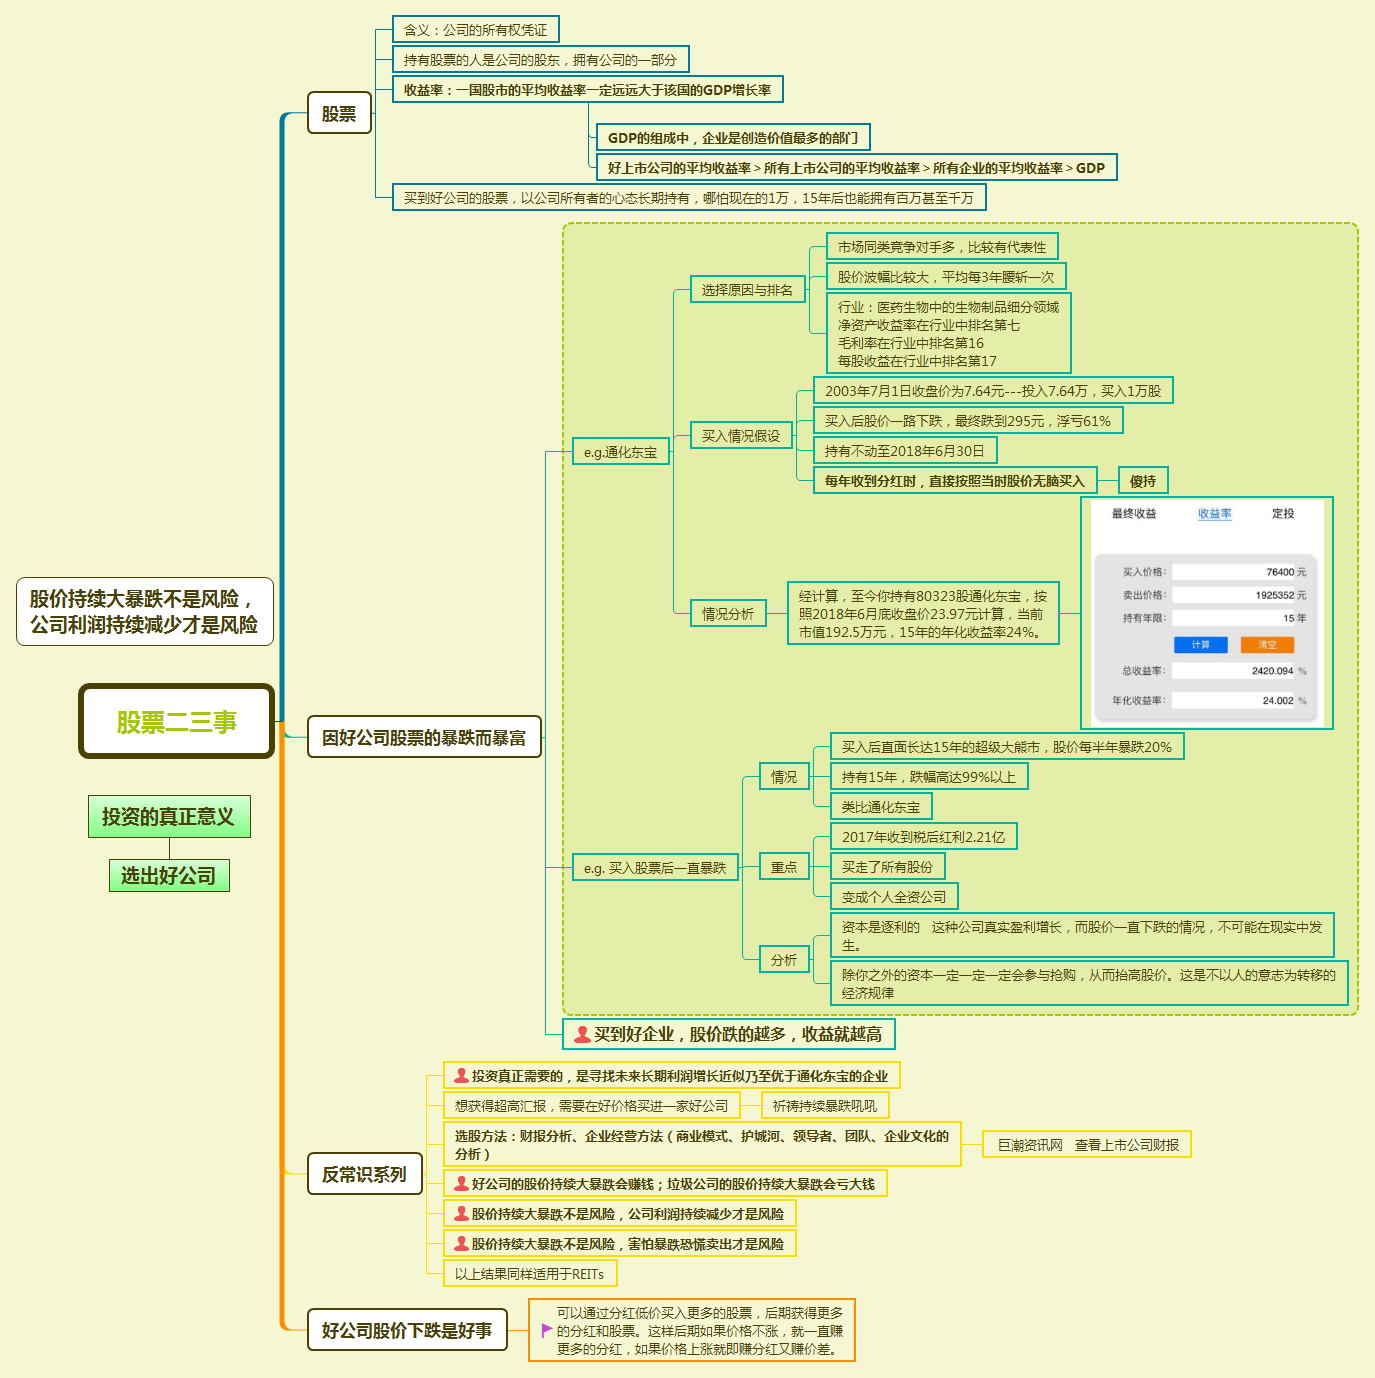 股价持续大暴跌不是风险，
公司利润持续减少才是风险
股票二三事
投资的真正意义
选出好公司
股票
含义：公司的所有权凭证
持有股票的人是公司的股东，拥有公司的一部分
收益率：一国股市的平均收益率一定远远大于该国的GDP增长率
GDP的组成中，企业是创造价值最多的部门
好上市公司的平均收益率＞所有上市公司的平均收益率＞所有企业的平均收益率＞GDP
买到好公司的股票，以公司所有者的心态长期持有，哪怕现在的1万，15年后也能拥有百万甚至千万
因好公司股票的暴跌而暴富
e.g.通化东宝
选择原因与排名
市场同类竞争对手多，比较有代表性
股价波幅比较大，平均每3年腰斩一次
行业：医药生物中的生物制品细分领域
净资产收益率在行业中排名第七
毛利率在行业中排名第16
每股收益在行业中排名第17
买入情况假设
2003年7月1日收盘价为7.64元---投入7.64万，买入1万股
买入后股价一路下跌，最终跌到295元，浮亏61%
持有不动至2018年6月30日
每年收到分红时，直接按照当时股价无脑买入
傻持
情况分析
经计算，至今你持有80323股通化东宝，按
照2018年6月底收盘价23.97元计算，当前
市值192.5万元，15年的年化收益率24%。
最终收益 收益率 定投
买入价格： 76400 元
卖出价格： 1925352 元
持有年限： 15 年
计算 清空
总收益率： 2420.094 %
年化收益率： 24.002 %
e.g. 买入股票后一直暴跌
情况
买入后直面长达15年的超级大能市，股价每半年暴跌20%
持有15年，跌幅高达99%以上
类比通化东宝
重点
2017年收到税后红利2.21亿
买走了所有股份
变成个人全资公司
分析
资本是逐利的　这种公司真实盈利增长，而股价一直下跌的情况，不可能在现实中发
生。
除你之外的资本一定一定一定会参与抢购，从而抬高股价。这是不以人的意志为转移的
经济规律
买到好企业，股价跌的越多，收益就越高
反常识系列
投资真正需要的，是寻找未来长期利润增长近似乃至优于通化东宝的企业
想获得超高汇报，需要在好价格买进一家好公司
祈祷持续暴跌吼吼
选股方法：财报分析、企业经营方法（商业模式、护城河、领导者、团队、企业文化的
分析）
巨潮资讯网　查看上市公司财报
好公司的股价持续大暴跌会赚钱；垃圾公司的股价持续大暴跌会亏大钱
股价持续大暴跌不是风险，公司利润持续减少才是风险
股价持续大暴跌不是风险，害怕暴跌恐慌卖出才是风险
以上结果同样适用于REITs
好公司股价下跌是好事
可以通过分红低价买入更多的股票，后期获得更多
的分红和股票。这样后期如果价格不涨，就一直赚
更多的分红，如果价格上涨就即赚分红又赚价差。